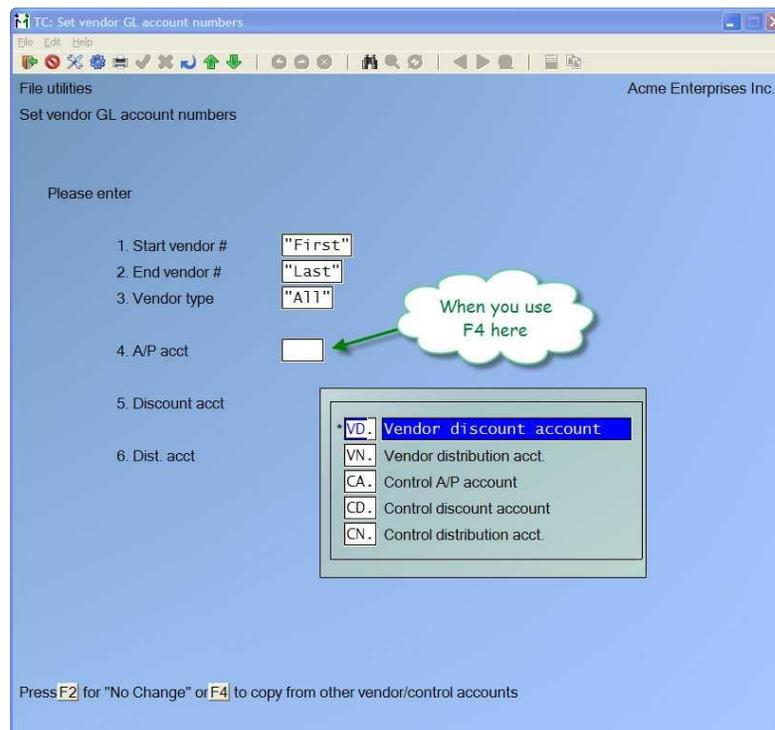 TC: Set vendor GL account numbers
File Edit Help
File utilities Acme Enterprises Inc.
Set vendor GL account numbers
Please enter
1. Start vendor # "First"
2. End vendor # "Last"
3. Vendor type "All"
When you use
F4 here
4. A/P acct
5. Discount acct
*VD. Vendor discount account
6. Dist. acct
VN. Vendor distribution acct.
CA. Control A/P account
CD. Control discount account
CN. Control distribution acct.
Press F2 for "No Change" or F4 to copy from other vendor/control accounts